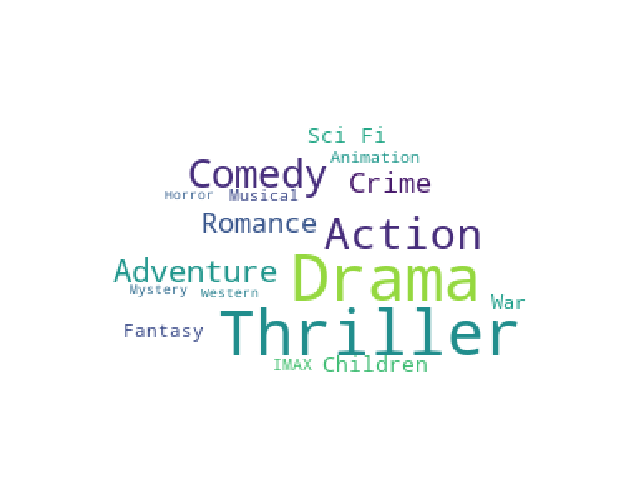 Sci Fi
Animation
Comedy Crime
Horror Musical
Romance Action
Adventure Drama
Mystery Western War
Fantasy Thriller
IMAX Children